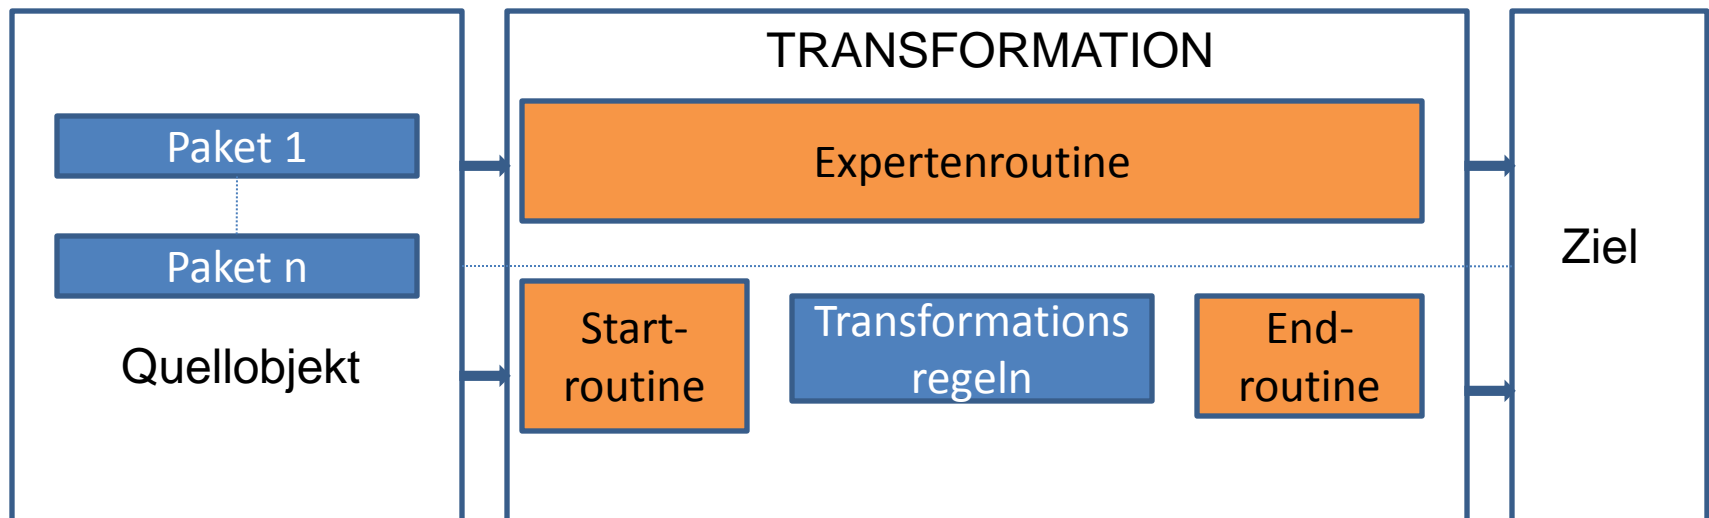 TRANSFORMATION
Paket 1
Expertenroutine
Paket n
Ziel
Quellobjekt
Start-
routine
Transformations
regeln
End-
routine